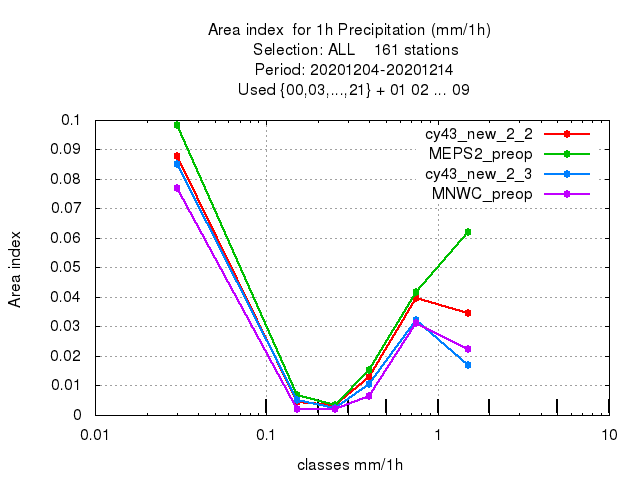 Area index  for 1h Precipitation (mm/1h)
Selection: ALL    161 stations
Period: 20201204-20201214
Used {00,03,...,21} + 01 02 ... 09
cy43_new_2_2
MEPS2_preop
cy43_new_2_3
MNWC_preop
0.1
0.09
0.08
0.07
0.06
0.05
0.04
0.03
0.02
0.01
0
Area index
0.01 0.1 1 10
classes mm/1h